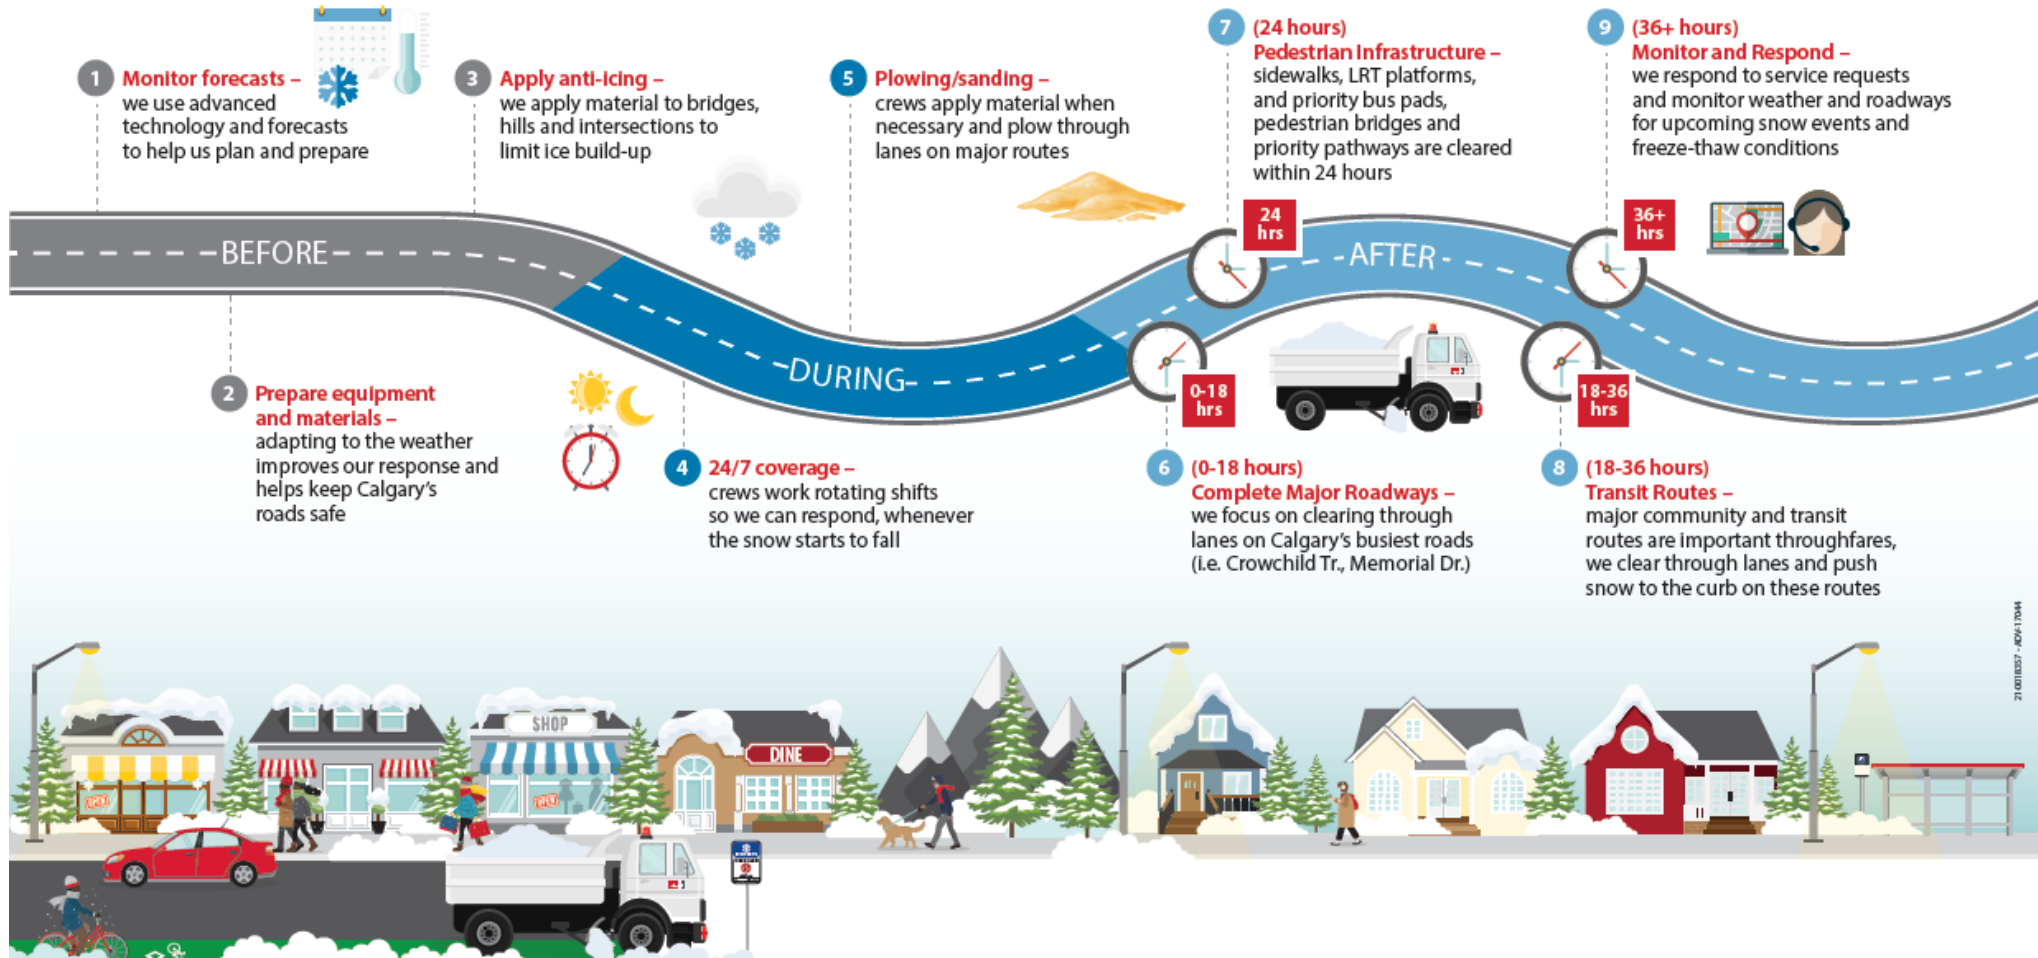 1 Monitor forecasts –
we use advanced
technology and forecasts
to help us plan and prepare
3 Apply anti-icing –
we apply material to bridges,
hills and intersections to
limit ice build-up
5 Plowing/sanding –
crews apply material when
necessary and plow through
lanes on major routes
7 (24 hours)
Pedestrian Infrastructure –
sidewalks, LRT platforms,
and priority bus pads,
pedestrian bridges and
priority pathways are cleared
within 24 hours
9 (36+ hours)
Monitor and Respond –
we respond to service requests
and monitor weather and roadways
for upcoming snow events and
freeze-thaw conditions
24
hrs
36+
hrs
BEFORE
DURING
AFTER
0-18
hrs
18-36
hrs
2 Prepare equipment
and materials –
adapting to the weather
improves our response and
helps keep Calgary's
roads safe
4 24/7 coverage –
crews work rotating shifts
so we can respond, whenever
the snow starts to fall
6 (0-18 hours)
Complete Major Roadways –
we focus on clearing through
lanes on Calgary's busiest roads
(i.e. Crowchild Tr., Memorial Dr.)
8 (18-36 hours)
Transit Routes –
major community and transit
routes are important throughfares,
we clear through lanes and push
snow to the curb on these routes
SHOP
DINE
OPEN
OPEN